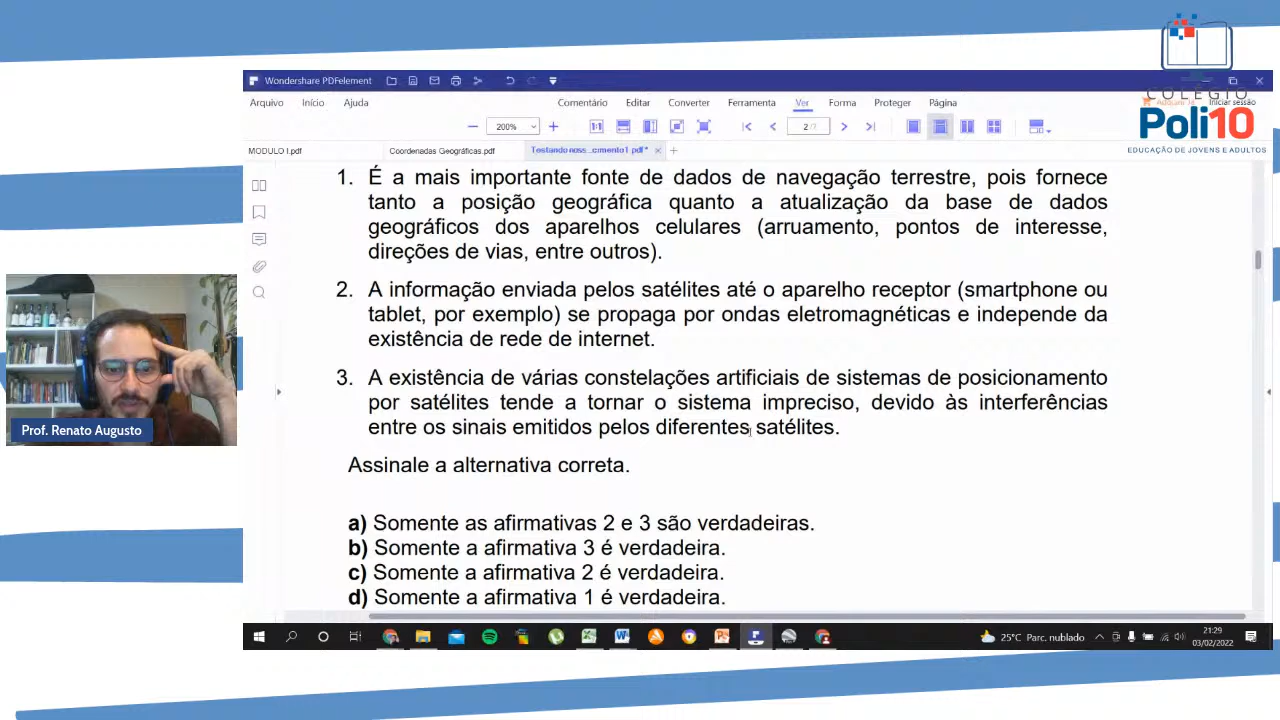 COLÉGIO
Poli10
EDUCAÇÃO DE JOVENS E ADULTOS
Wondershare PDFelement
Arquivo Início Ajuda Comentário Editar Converter Ferramenta Ver Forma Proteger Página Iniciar sessão
200% 2
MODULO I.pdf Coordenadas Geográficas.pdf Testando noss...cimento1.pdf *
1. É a mais importante fonte de dados de navegação terrestre, pois fornece
tanto a posição geográfica quanto a atualização da base de dados
geográficos dos aparelhos celulares (arruamento, pontos de interesse,
direções de vias, entre outros).
2. A informação enviada pelos satélites até o aparelho receptor (smartphone ou
tablet, por exemplo) se propaga por ondas eletromagnéticas e independe da
existência de rede de internet.
3. A existência de várias constelações artificiais de sistemas de posicionamento
por satélites tende a tornar o sistema impreciso, devido às interferências
entre os sinais emitidos pelos diferentes satélites.
Assinale a alternativa correta.
a) Somente as afirmativas 2 e 3 são verdadeiras.
b) Somente a afirmativa 3 é verdadeira.
c) Somente a afirmativa 2 é verdadeira.
d) Somente a afirmativa 1 é verdadeira.
Prof. Renato Augusto
25°C Parc. nublado
21:29
03/02/2022